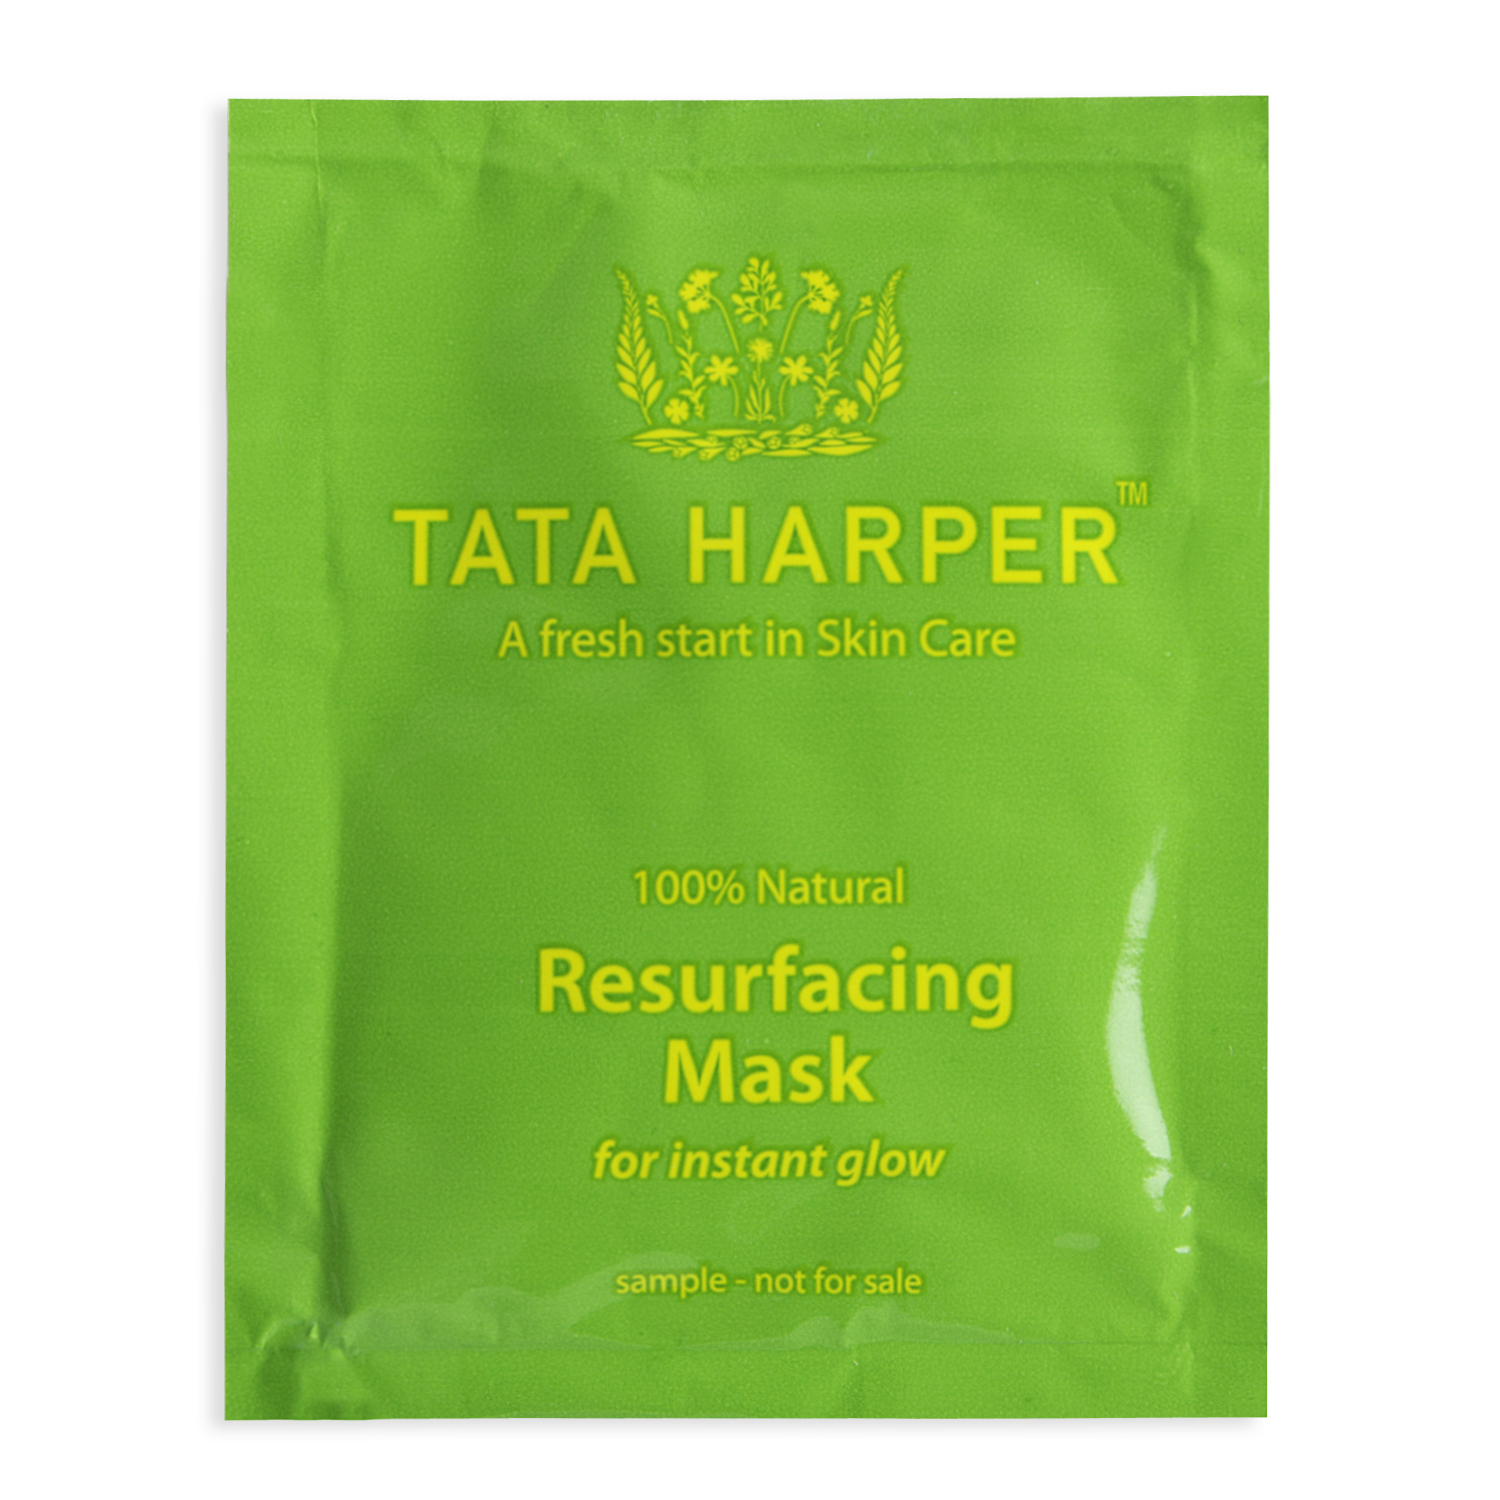 TATA HARPER™
A fresh start in Skin Care
100% Natural
Resurfacing
Mask
for instant glow
sample - not for sale